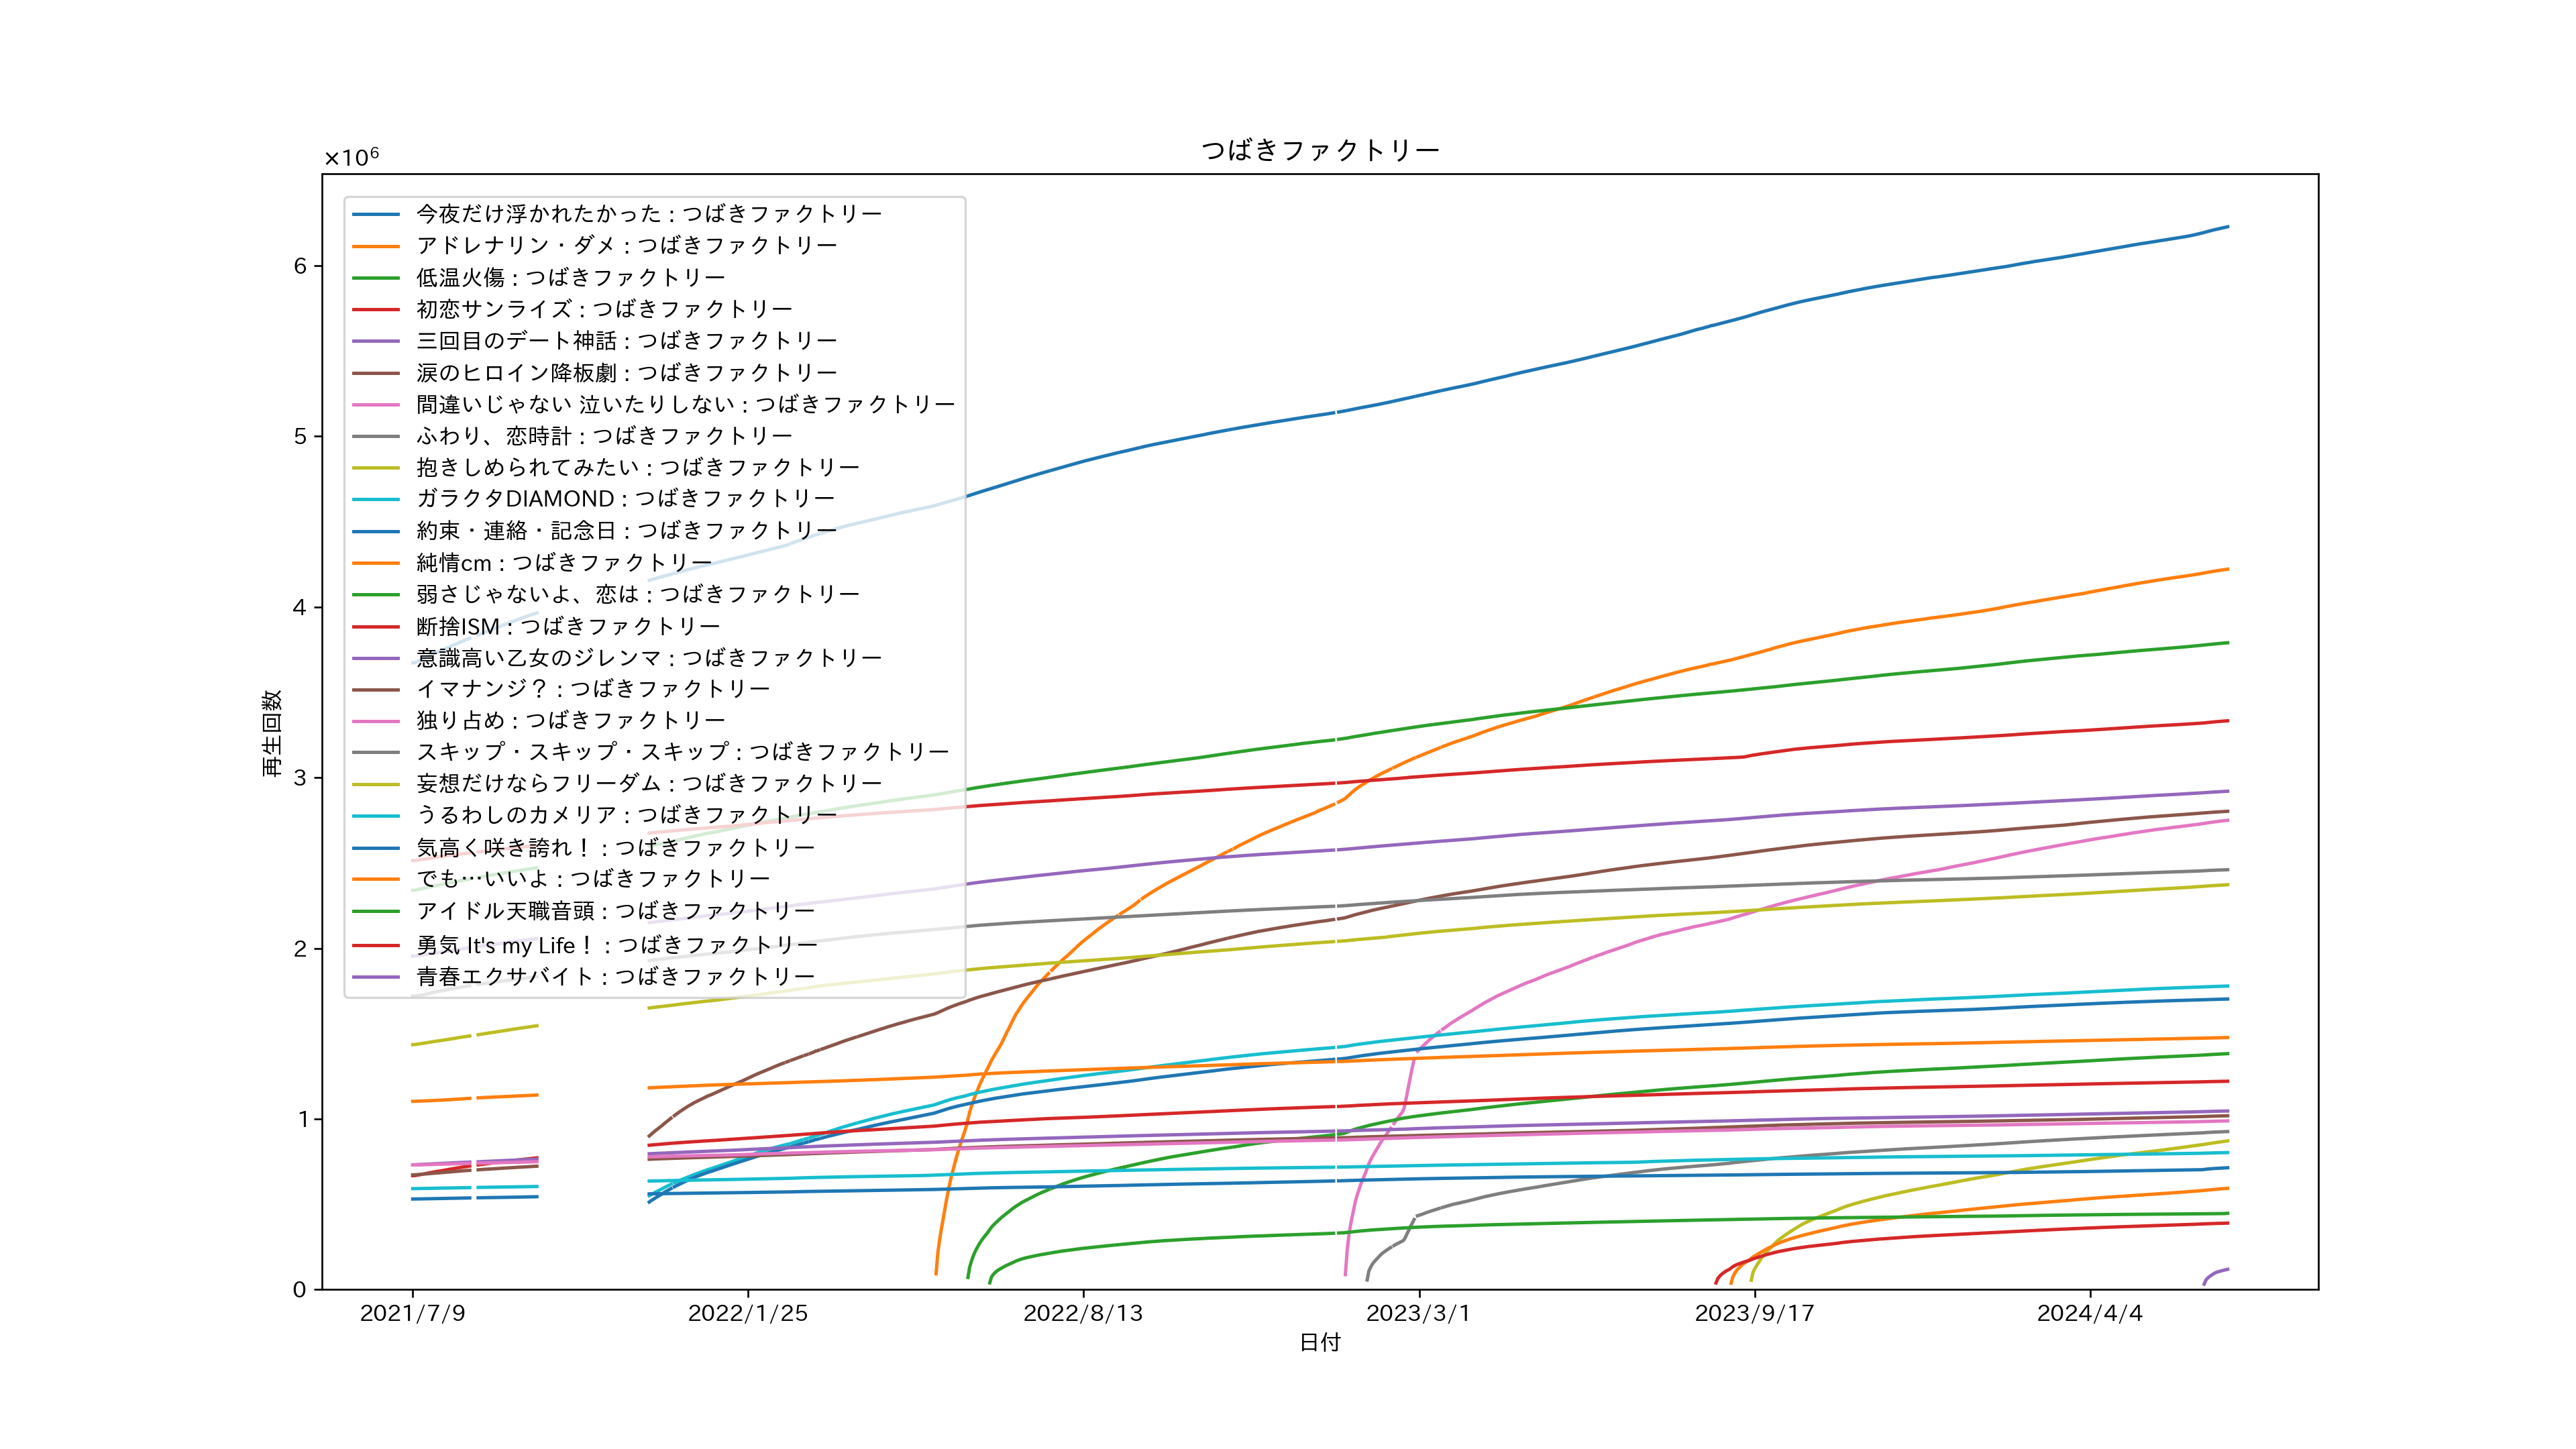 つばきファクトリー
×10⁶
今夜だけ浮かれたかった : つばきファクトリー
アドレナリン・ダメ : つばきファクトリー
低温火傷 : つばきファクトリー
初恋サンライズ : つばきファクトリー
三回目のデート神話 : つばきファクトリー
涙のヒロイン降板劇 : つばきファクトリー
間違いじゃない 泣いたりしない : つばきファクトリー
ふわり、恋時計 : つばきファクトリー
抱きしめられてみたい : つばきファクトリー
ガラクタDIAMOND : つばきファクトリー
約束・連絡・記念日 : つばきファクトリー
純情cm : つばきファクトリー
弱さじゃないよ、恋は : つばきファクトリー
断捨ISM : つばきファクトリー
意識高い乙女のジレンマ : つばきファクトリー
イマナンジ？ : つばきファクトリー
独り占め : つばきファクトリー
スキップ・スキップ・スキップ : つばきファクトリー
妄想だけならフリーダム : つばきファクトリー
うるわしのカメリア : つばきファクトリー
気高く咲き誇れ！ : つばきファクトリー
でも…いいよ : つばきファクトリー
アイドル天職音頭 : つばきファクトリー
勇気 It's my Life！ : つばきファクトリー
青春エクサバイト : つばきファクトリー
6
5
4
3
2
1
0
再生回数
2021/7/9
2022/1/25
2022/8/13
2023/3/1
2023/9/17
2024/4/4
日付